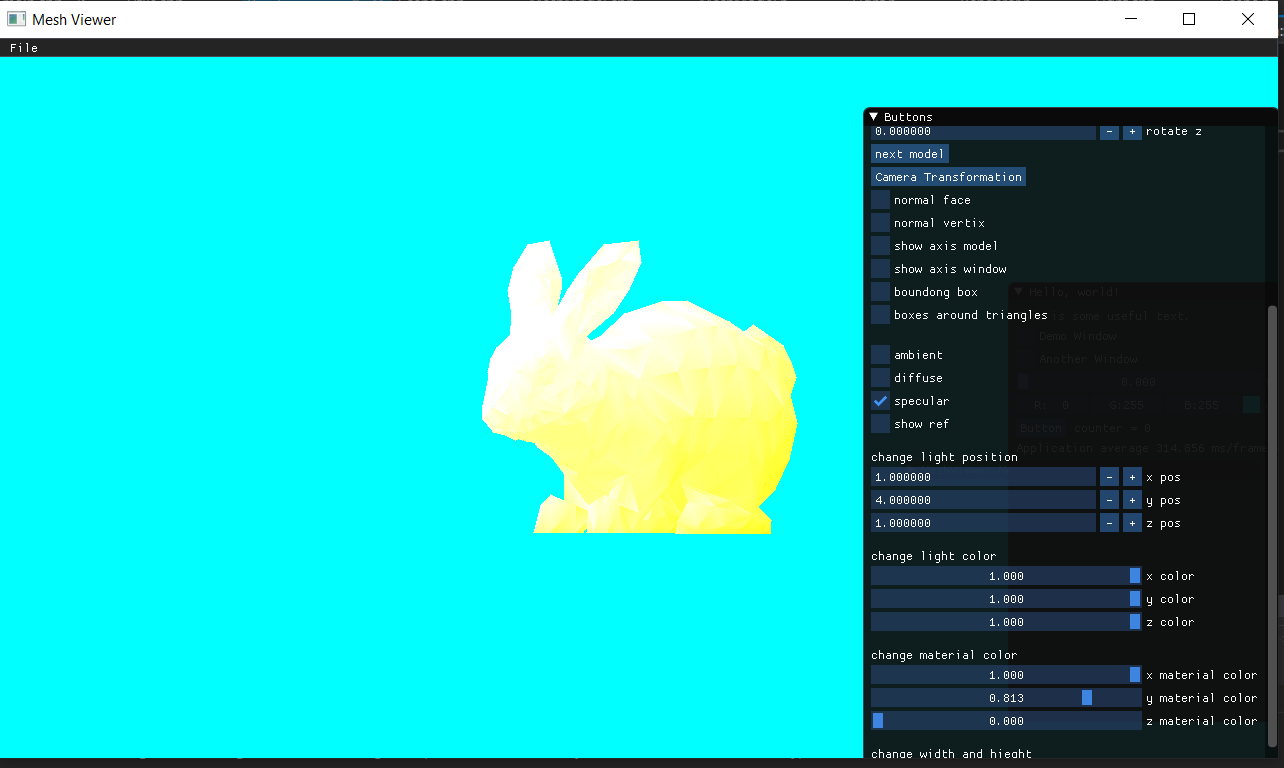 Mesh Viewer
File
Buttons
0.000000 - + rotate z
next model
Camera Transformation
normal face
normal vertix
show axis model
show axis window
boundong box
Hello, world!
boxes around triangles
is some useful text.
Demo Window
ambient
Another Window
diffuse
0.000
specular
R: 0 G:255 B:255
show ref
Button counter = 0
Application average 314.656 ms/frame
change light position
1.000000 - + x pos
4.000000 - + y pos
1.000000 - + z pos
change light color
1.000 x color
1.000 y color
1.000 z color
change material color
1.000 x material color
0.813 y material color
0.000 z material color
change width and hieght